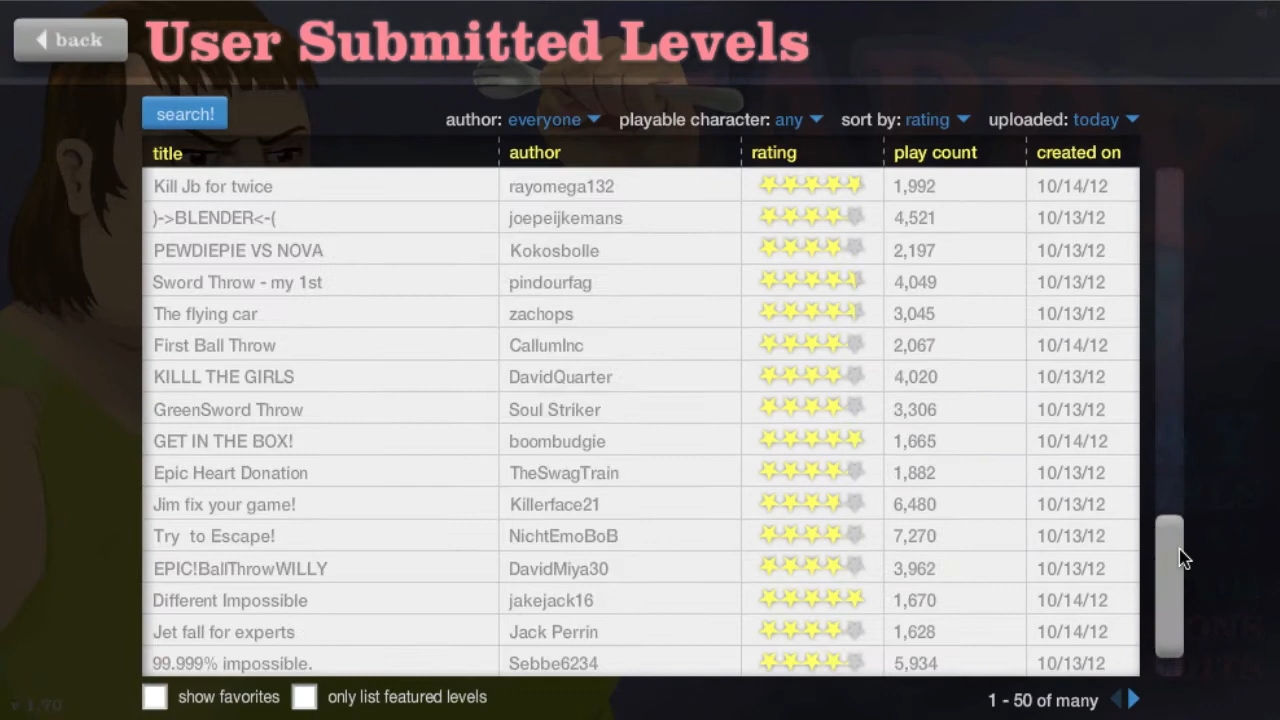 back
User Submitted Levels
search!
author: everyone playable character: any sort by: rating uploaded: today
title author rating play count created on
Kill Jb for twice rayomega132 1,992 10/14/12
)->BLENDER<-( joepeijkemans 4,521 10/13/12
PEWDIEPIE VS NOVA Kokosbolle 2,197 10/13/12
Sword Throw - my 1st pindourfag 4,049 10/13/12
The flying car zachops 3,045 10/13/12
First Ball Throw CallumInc 2,067 10/14/12
KILLL THE GIRLS DavidQuarter 4,020 10/13/12
GreenSword Throw Soul Striker 3,306 10/13/12
GET IN THE BOX! boombudgie 1,665 10/14/12
Epic Heart Donation TheSwagTrain 1,882 10/13/12
Jim fix your game! Killerface21 6,480 10/13/12
Try to Escape! NichtEmoBoB 7,270 10/13/12
EPIC!BallThrowWILLY DavidMiya30 3,962 10/13/12
Different Impossible jakejack16 1,670 10/14/12
Jet fall for experts Jack Perrin 1,628 10/14/12
99.999% impossible. Sebbe6234 5,934 10/13/12
show favorites only list featured levels 1 - 50 of many
v 1.70